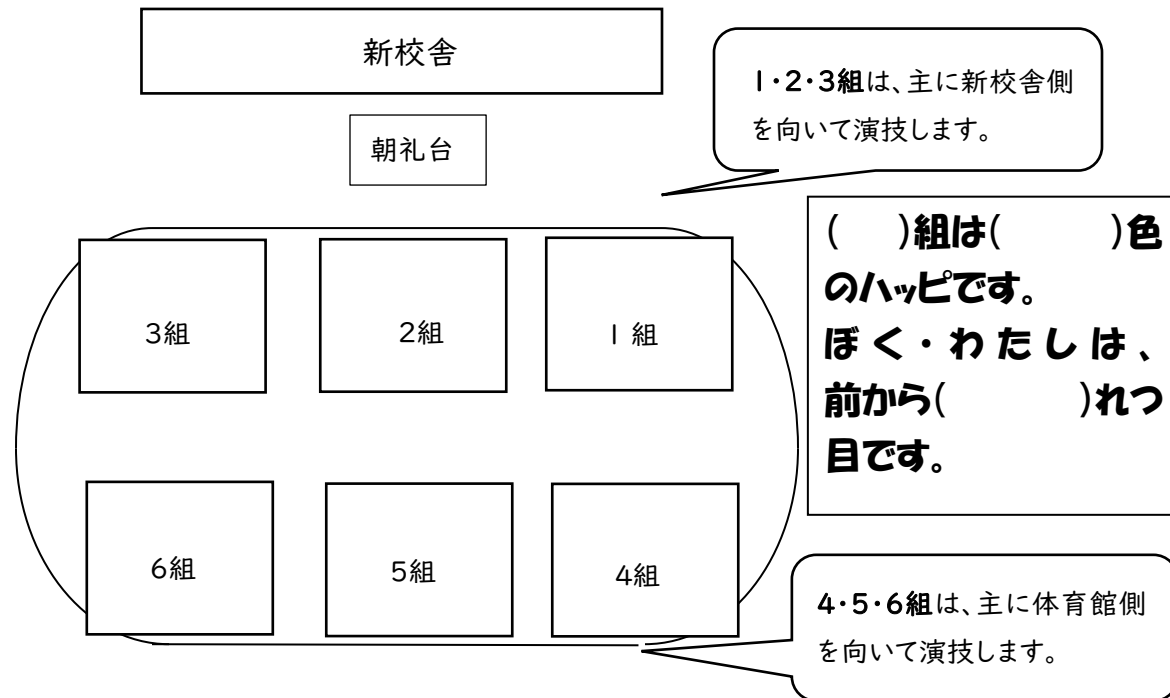 新校舎
1・2・3組は、主に新校舎側
を向いて演技します。
朝礼台
(　)組は(　　　)色
のハッピです。
ぼく・わたしは、
前から(　　　)れつ
目です。
3組
2組
1組
6組
5組
4組
4・5・6組は、主に体育館側
を向いて演技します。